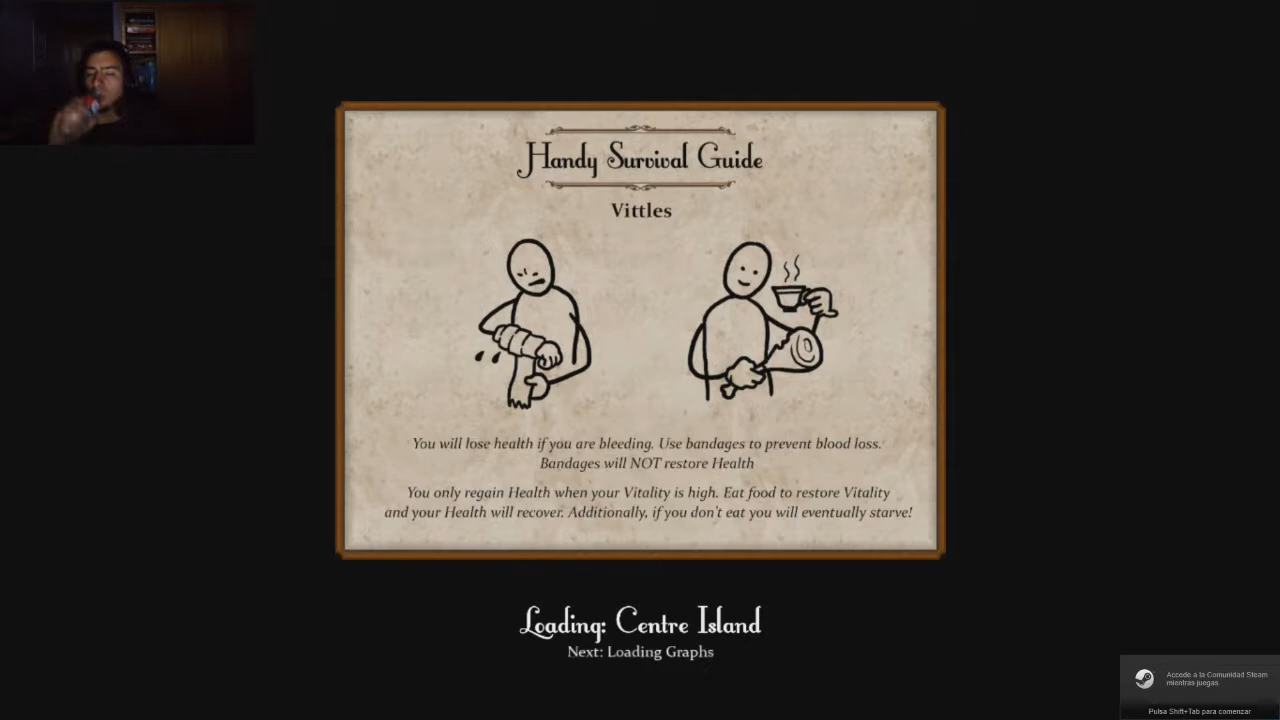 Handy Survival Guide
Vittles
You will lose health if you are bleeding. Use bandages to prevent blood loss.
Bandages will NOT restore Health
You only regain Health when your Vitality is high. Eat food to restore Vitality
and your Health will recover. Additionally, if you don't eat you will eventually starve!
Loading: Centre Island
Next: Loading Graphs
Accede a la Comunidad Steam
mientras juegas.
Pulsa Shift+Tab para comenzar